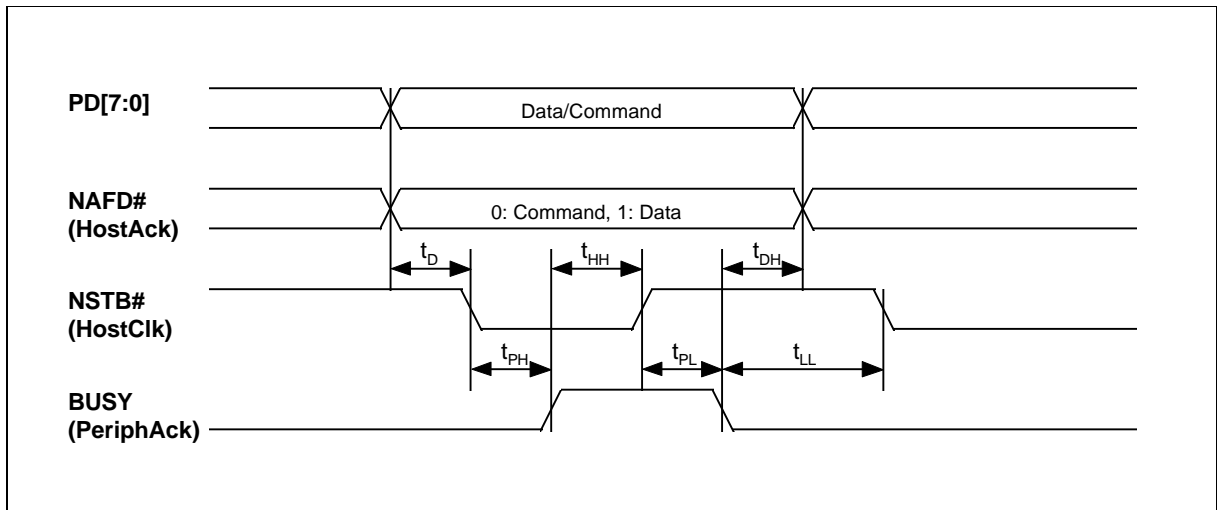 PD[7:0]
Data/Command
NAFD#
(HostAck)
0: Command, 1: Data
tD
tHH
tDH
NSTB#
(HostClk)
tPH
tPL
tLL
BUSY
(PeriphAck)